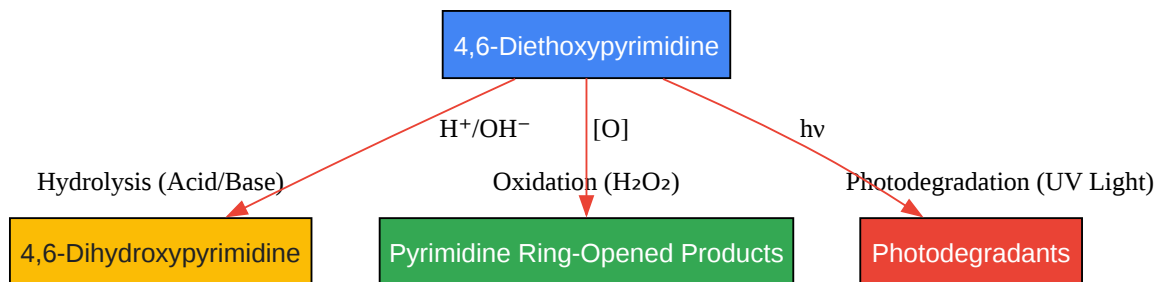 4,6-Diethoxypyrimidine
H⁺/OH⁻
[O]
hν
Hydrolysis (Acid/Base)
Oxidation (H₂O₂)
Photodegradation (UV Light)
4,6-Dihydroxypyrimidine
Pyrimidine Ring-Opened Products
Photodegradants